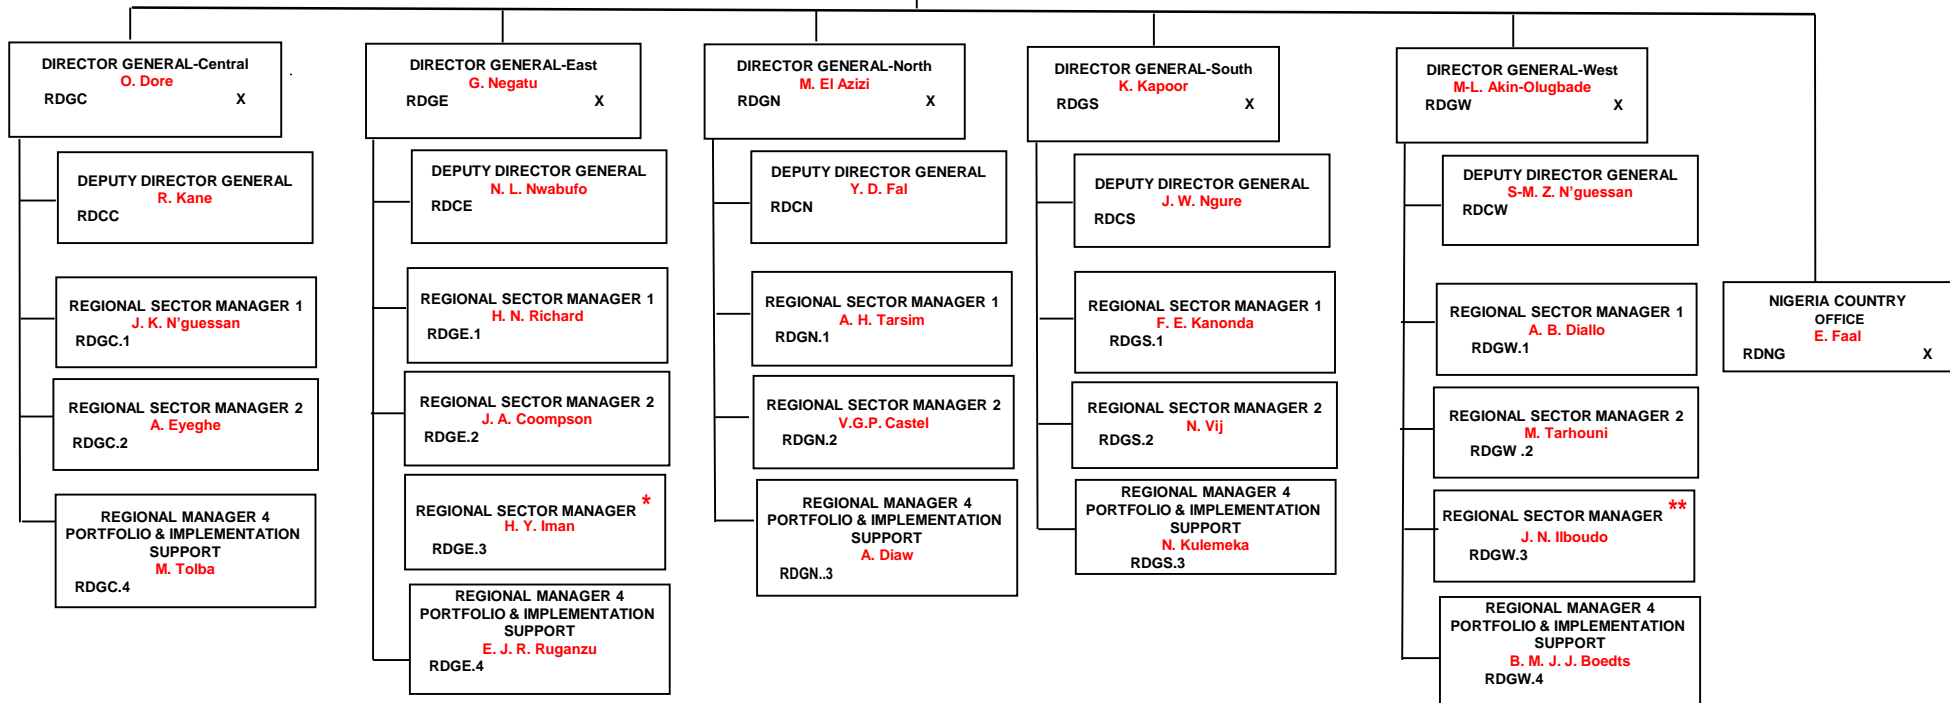 DIRECTOR GENERAL-Central
O. Dore
RDGC X
DEPUTY DIRECTOR GENERAL
R. Kane
RDCC
REGIONAL SECTOR MANAGER 1
J. K. N'guessan
RDGC.1
REGIONAL SECTOR MANAGER 2
A. Eyeghe
RDGC.2
REGIONAL MANAGER 4
PORTFOLIO & IMPLEMENTATION
SUPPORT
M. Tolba
RDGC.4
DIRECTOR GENERAL-East
G. Negatu
RDGE X
DEPUTY DIRECTOR GENERAL
N. L. Nwabufo
RDCE
REGIONAL SECTOR MANAGER 1
H. N. Richard
RDGE.1
REGIONAL SECTOR MANAGER 2
J. A. Coompson
RDGE.2
REGIONAL SECTOR MANAGER *
H. Y. Iman
RDGE.3
REGIONAL MANAGER 4
PORTFOLIO & IMPLEMENTATION
SUPPORT
E. J. R. Ruganzu
RDGE.4
DIRECTOR GENERAL-North
M. El Azizi
RDGN X
DEPUTY DIRECTOR GENERAL
Y. D. Fal
RDCN
REGIONAL SECTOR MANAGER 1
A. H. Tarsim
RDGN.1
REGIONAL SECTOR MANAGER 2
V.G.P. Castel
RDGN.2
REGIONAL MANAGER 4
PORTFOLIO & IMPLEMENTATION
SUPPORT
A. Diaw
RDGN..3
DIRECTOR GENERAL-South
K. Kapoor
RDGS X
DEPUTY DIRECTOR GENERAL
J. W. Ngure
RDCS
REGIONAL SECTOR MANAGER 1
F. E. Kanonda
RDGS.1
REGIONAL SECTOR MANAGER 2
N. Vij
RDGS.2
REGIONAL MANAGER 4
PORTFOLIO & IMPLEMENTATION
SUPPORT
N. Kulemeka
RDGS.3
DIRECTOR GENERAL-West
M-L. Akin-Olugbade
RDGW X
DEPUTY DIRECTOR GENERAL
S-M. Z. N'guessan
RDCW
REGIONAL SECTOR MANAGER 1
A. B. Diallo
RDGW.1
REGIONAL SECTOR MANAGER 2
M. Tarhouni
RDGW .2
REGIONAL SECTOR MANAGER **
J. N. Ilboudo
RDGW.3
REGIONAL MANAGER 4
PORTFOLIO & IMPLEMENTATION
SUPPORT
B. M. J. J. Boedts
RDGW.4
NIGERIA COUNTRY
OFFICE
E. Faal
RDNG X